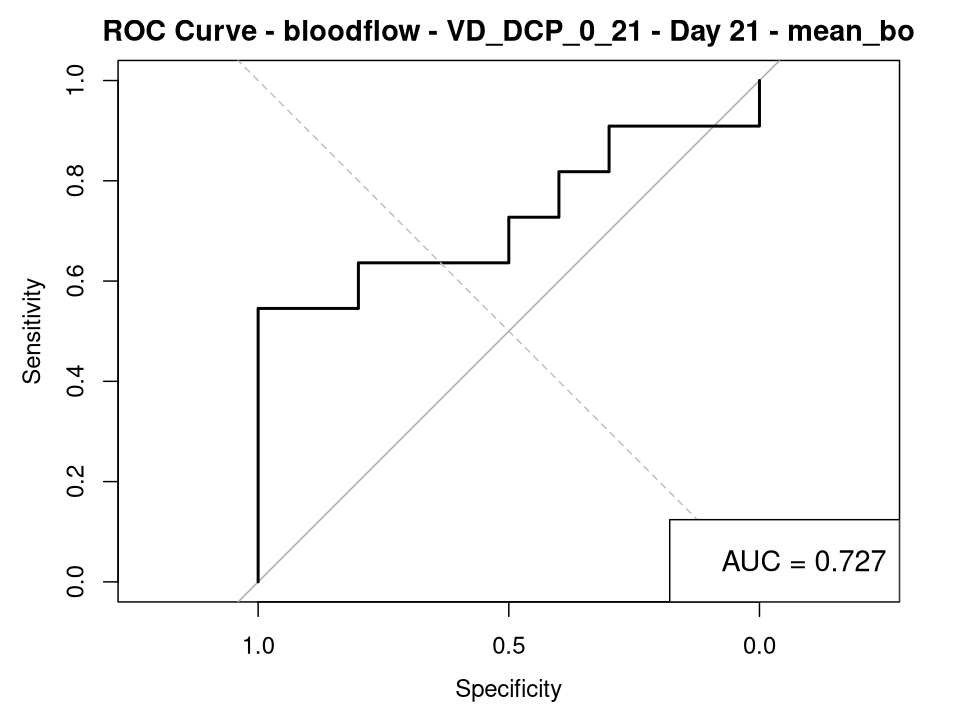 ROC Curve - bloodflow - VD_DCP_0_21 - Day 21 - mean_bo
1.0
0.8
0.6
0.4
0.2
0.0
Sensitivity
AUC = 0.727
1.0 0.5 0.0
Specificity